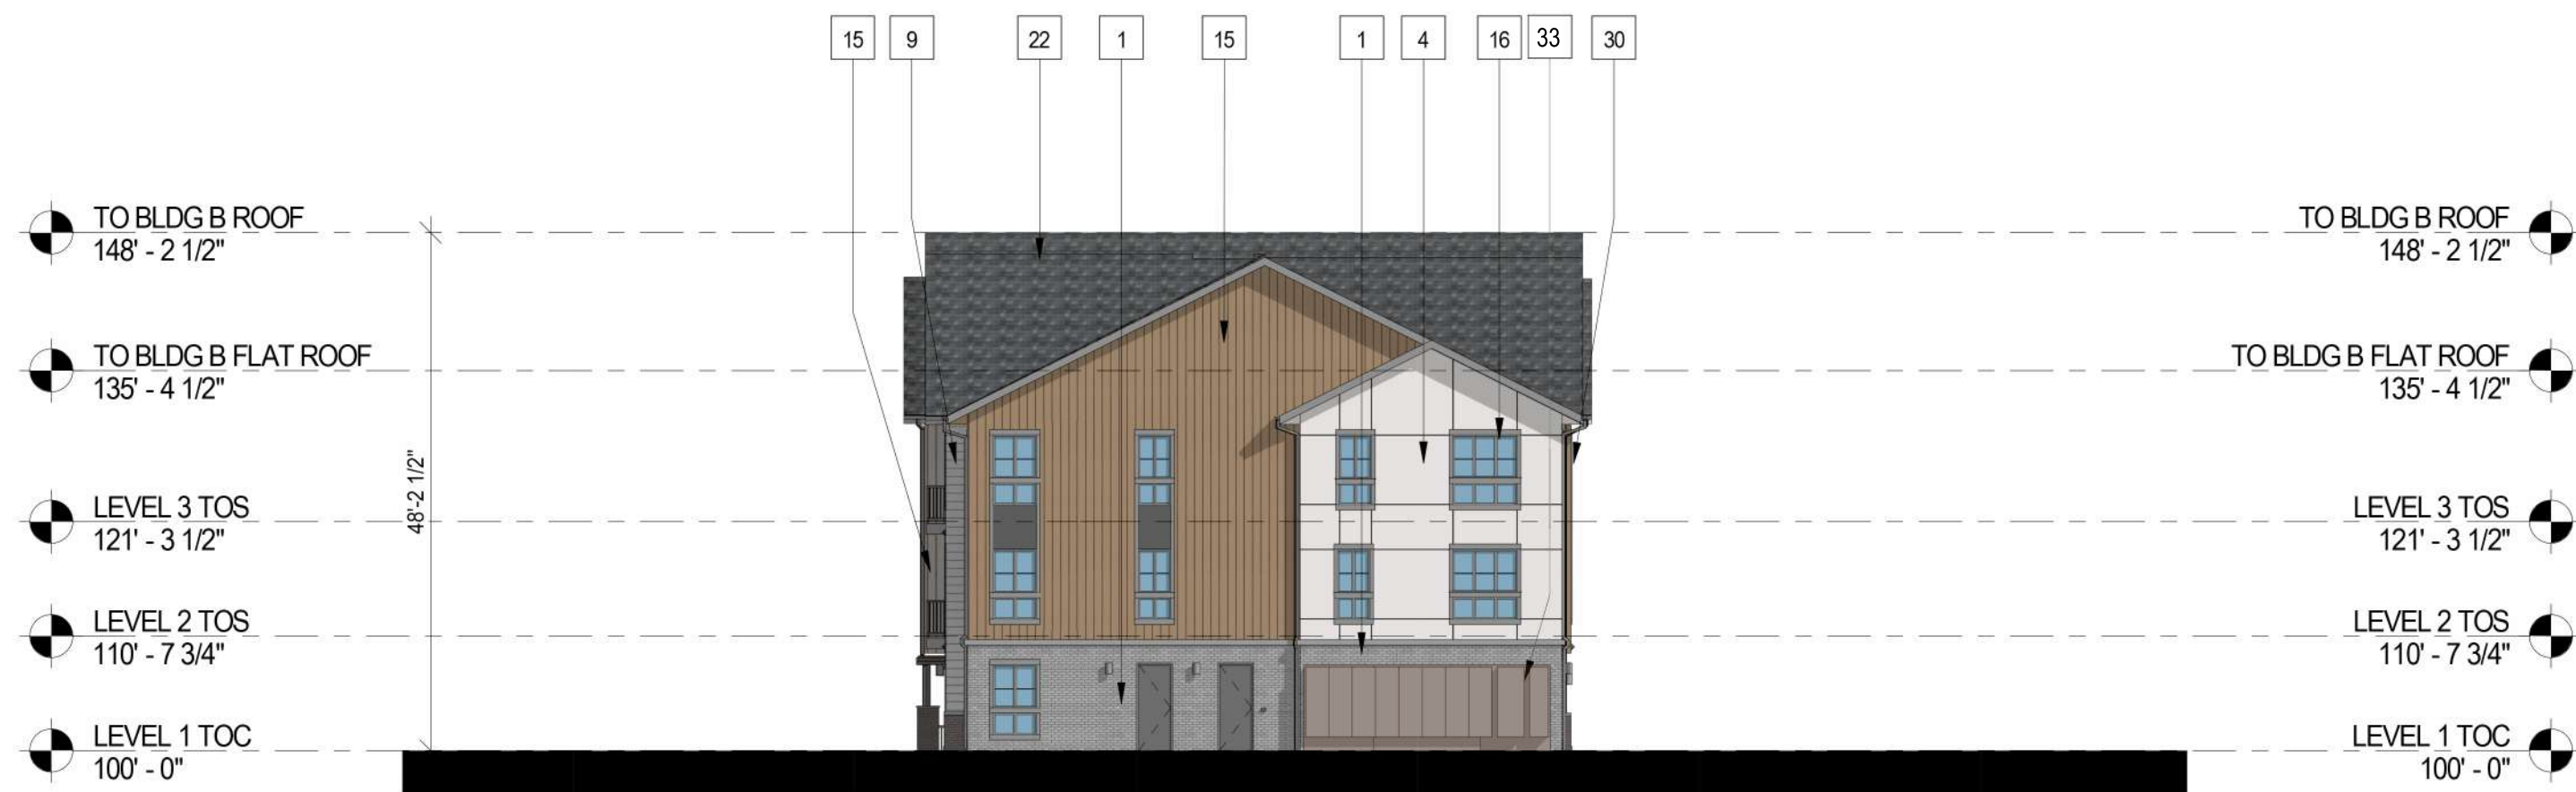 15 9 22 1 15 1 4 16 33 30
TO BLDG B ROOF
148' - 2 1/2"
TO BLDG B FLAT ROOF
135' - 4 1/2"
LEVEL 3 TOS
121' - 3 1/2"
LEVEL 2 TOS
110' - 7 3/4"
LEVEL 1 TOC
100' - 0"
48'-2 1/2"
TO BLDG B ROOF
148' - 2 1/2"
TO BLDG B FLAT ROOF
135' - 4 1/2"
LEVEL 3 TOS
121' - 3 1/2"
LEVEL 2 TOS
110' - 7 3/4"
LEVEL 1 TOC
100' - 0"